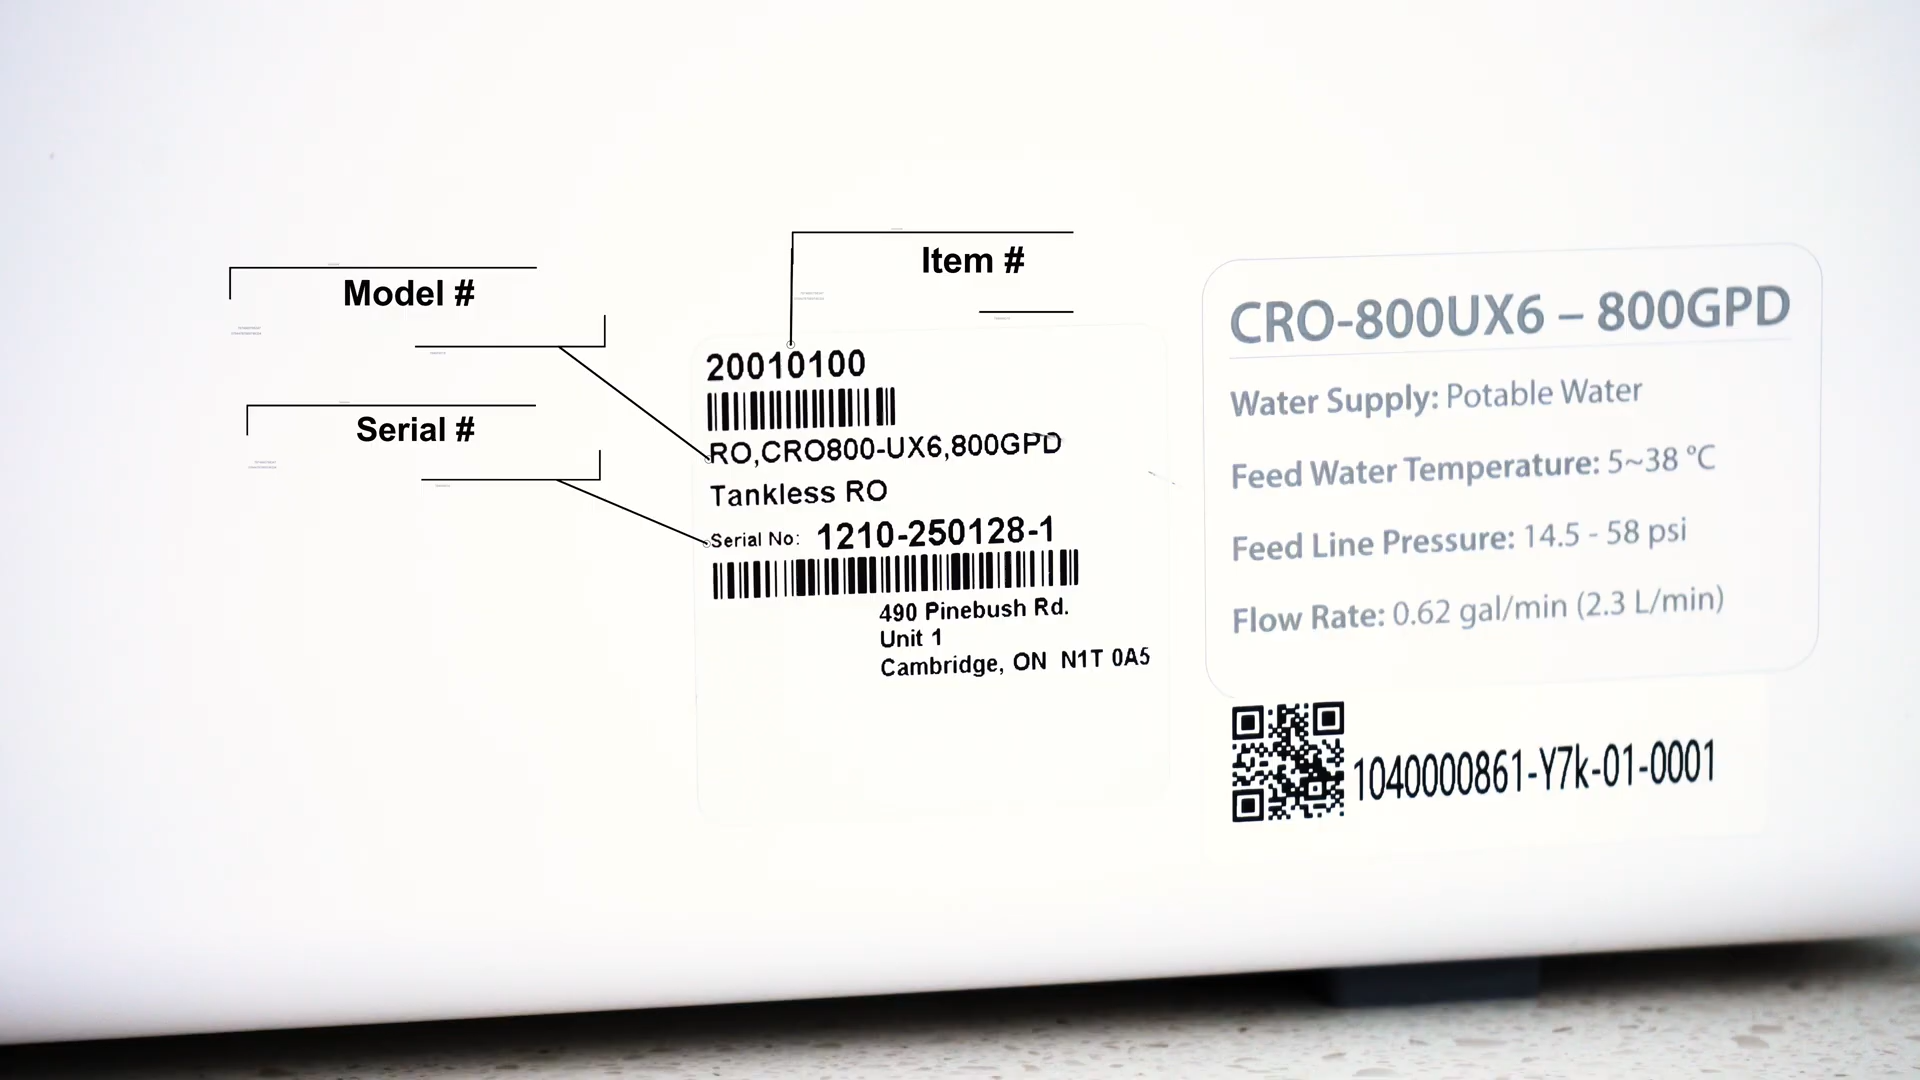 Model #
Serial #
Item #
20010100
RO,CRO800-UX6,800GPD
Tankless RO
Serial No: 1210-250128-1
490 Pinebush Rd.
Unit 1
Cambridge, ON N1T 0A5
CRO-800UX6 – 800GPD
Water Supply: Potable Water
Feed Water Temperature: 5~38 °C
Feed Line Pressure: 14.5 - 58 psi
Flow Rate: 0.62 gal/min (2.3 L/min)
1040000861-Y7k-01-0001